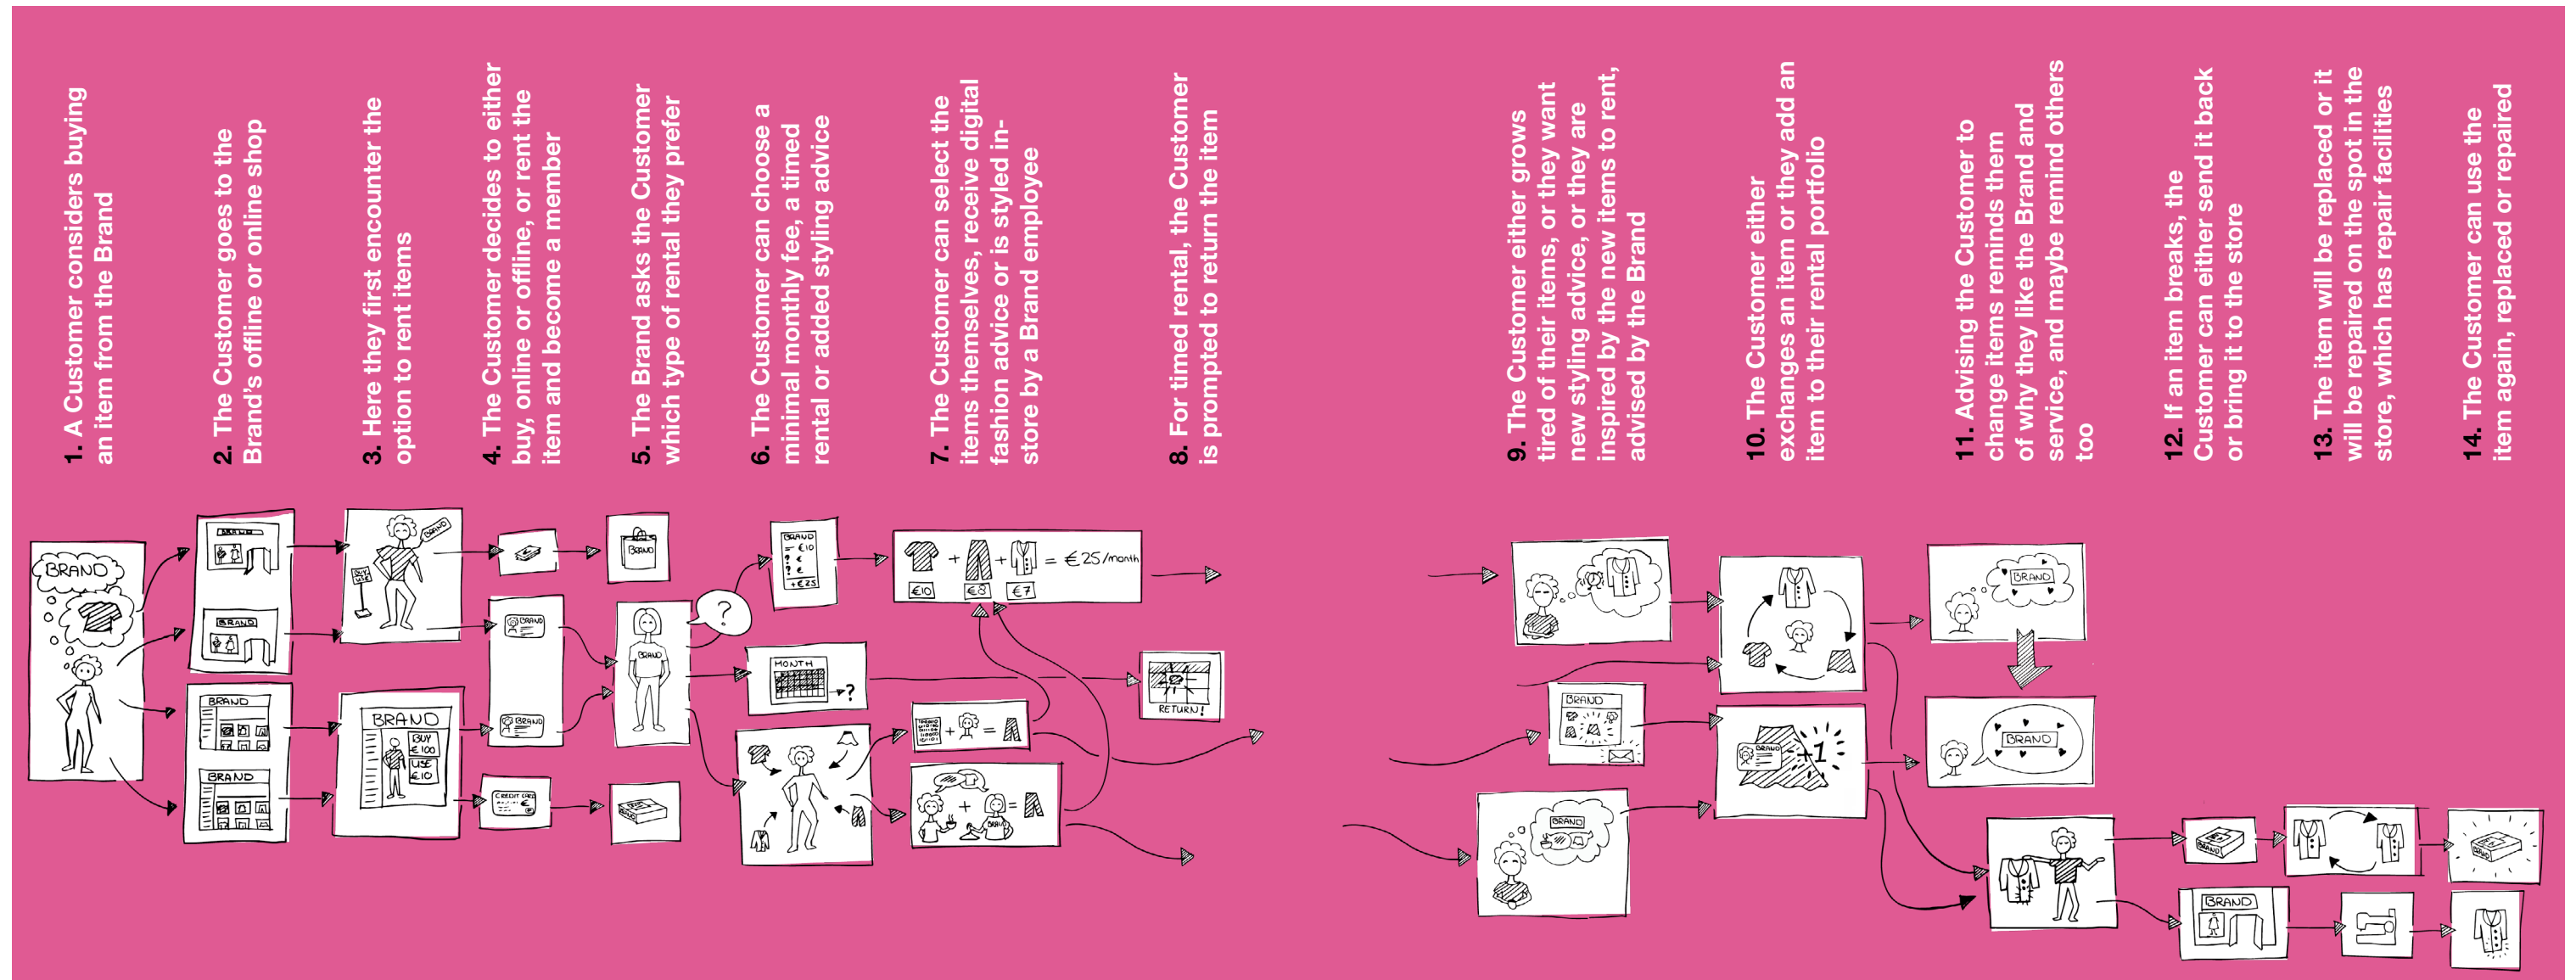 1. A Customer considers buying
an item from the Brand
2. The Customer goes to the
Brand's offline or online shop
3. Here they first encounter the
option to rent items
4. The Customer decides to either
buy, online or offline, or rent the
item and become a member
5. The Brand asks the Customer
which type of rental they prefer
6. The Customer can choose a
minimal monthly fee, a timed
rental or added styling advice
7. The Customer can select the
items themselves, receive digital
fashion advice or is styled in-
store by a Brand employee
8. For timed rental, the Customer
is prompted to return the item
9. The Customer either grows
tired of their items, or they want
new styling advice, or they are
inspired by the new items to rent,
advised by the Brand
10. The Customer either
exchanges an item or they add an
item to their rental portfolio
11. Advising the Customer to
change items reminds them
of why they like the Brand and
service, and maybe remind others
too
12. If an item breaks, the
Customer can either send it back
or bring it to the store
13. The item will be replaced or it
will be repaired on the spot in the
store, which has repair facilities
14. The Customer can use the
item again, replaced or repaired
BRAND
BRAND
BRAND
BRAND
BRAND
BRAND
BUY
USE
BRAND
BUY
€100
USE
€10
BRAND
BRAND
CREDIT CARD
€
BRAND
BRAND
?
BRAND
= €10
? €
? €
+€25
MONTH
?
+ + = €25/month
€10 €8 €7
+ =
+ =
BRAND
RETURN!
BRAND
BRAND
BRAND
+1
BRAND
BRAND
BRAND
BRAND